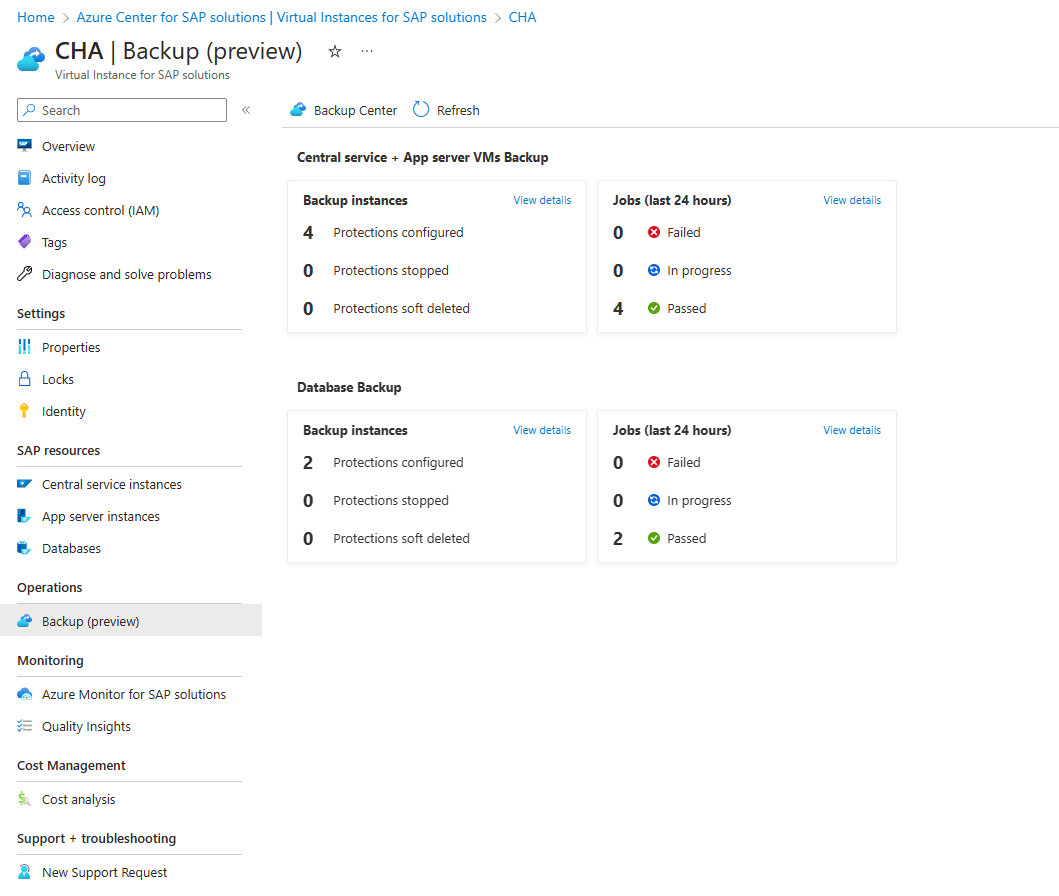 Home > Azure Center for SAP solutions | Virtual Instances for SAP solutions > CHA
CHA | Backup (preview)
Virtual Instance for SAP solutions
Search
Overview
Activity log
Access control (IAM)
Tags
Diagnose and solve problems
Settings
Properties
Locks
Identity
SAP resources
Central service instances
App server instances
Databases
Operations
Backup (preview)
Monitoring
Azure Monitor for SAP solutions
Quality Insights
Cost Management
Cost analysis
Support + troubleshooting
New Support Request
Backup Center Refresh
Central service + App server VMs Backup
Backup instances View details
4 Protections configured
0 Protections stopped
0 Protections soft deleted
Jobs (last 24 hours) View details
0 Failed
0 In progress
4 Passed
Database Backup
Backup instances View details
2 Protections configured
0 Protections stopped
0 Protections soft deleted
Jobs (last 24 hours) View details
0 Failed
0 In progress
2 Passed